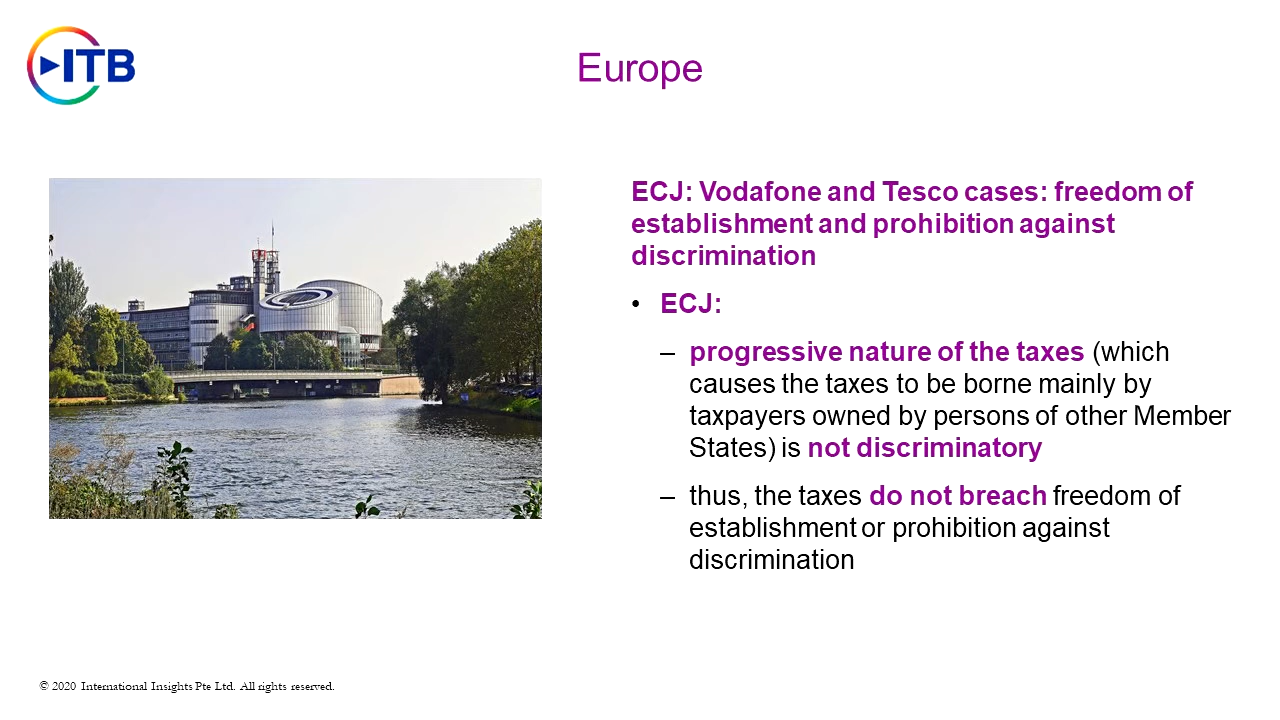 ITB
Europe
ECJ: Vodafone and Tesco cases: freedom of
establishment and prohibition against
discrimination
• ECJ:
– progressive nature of the taxes (which
causes the taxes to be borne mainly by
taxpayers owned by persons of other Member
States) is not discriminatory
– thus, the taxes do not breach freedom of
establishment or prohibition against
discrimination
© 2020 International Insights Pte Ltd. All rights reserved.